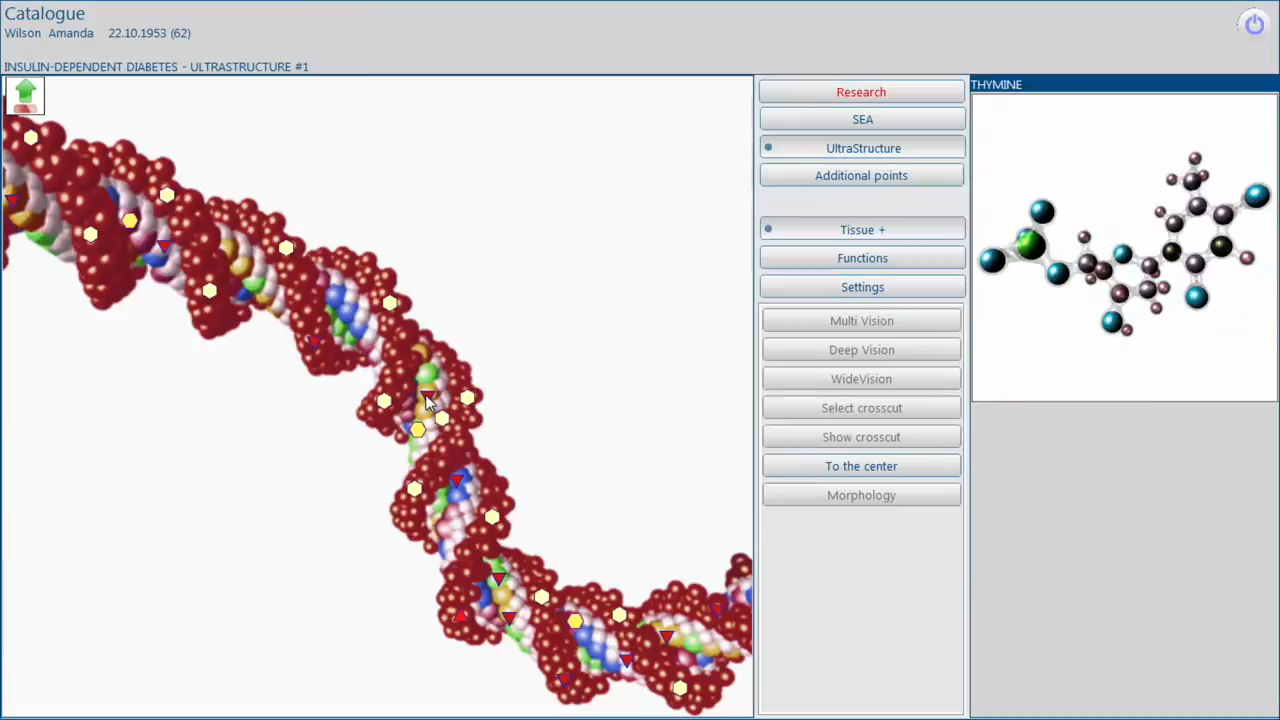 Catalogue
Wilson Amanda 22.10.1953 (62)
INSULIN-DEPENDENT DIABETES - ULTRASTRUCTURE #1
Research
SEA
UltraStructure
Additional points
Tissue +
Functions
Settings
Multi Vision
Deep Vision
WideVision
Select crosscut
Show crosscut
To the center
Morphology
THYMINE